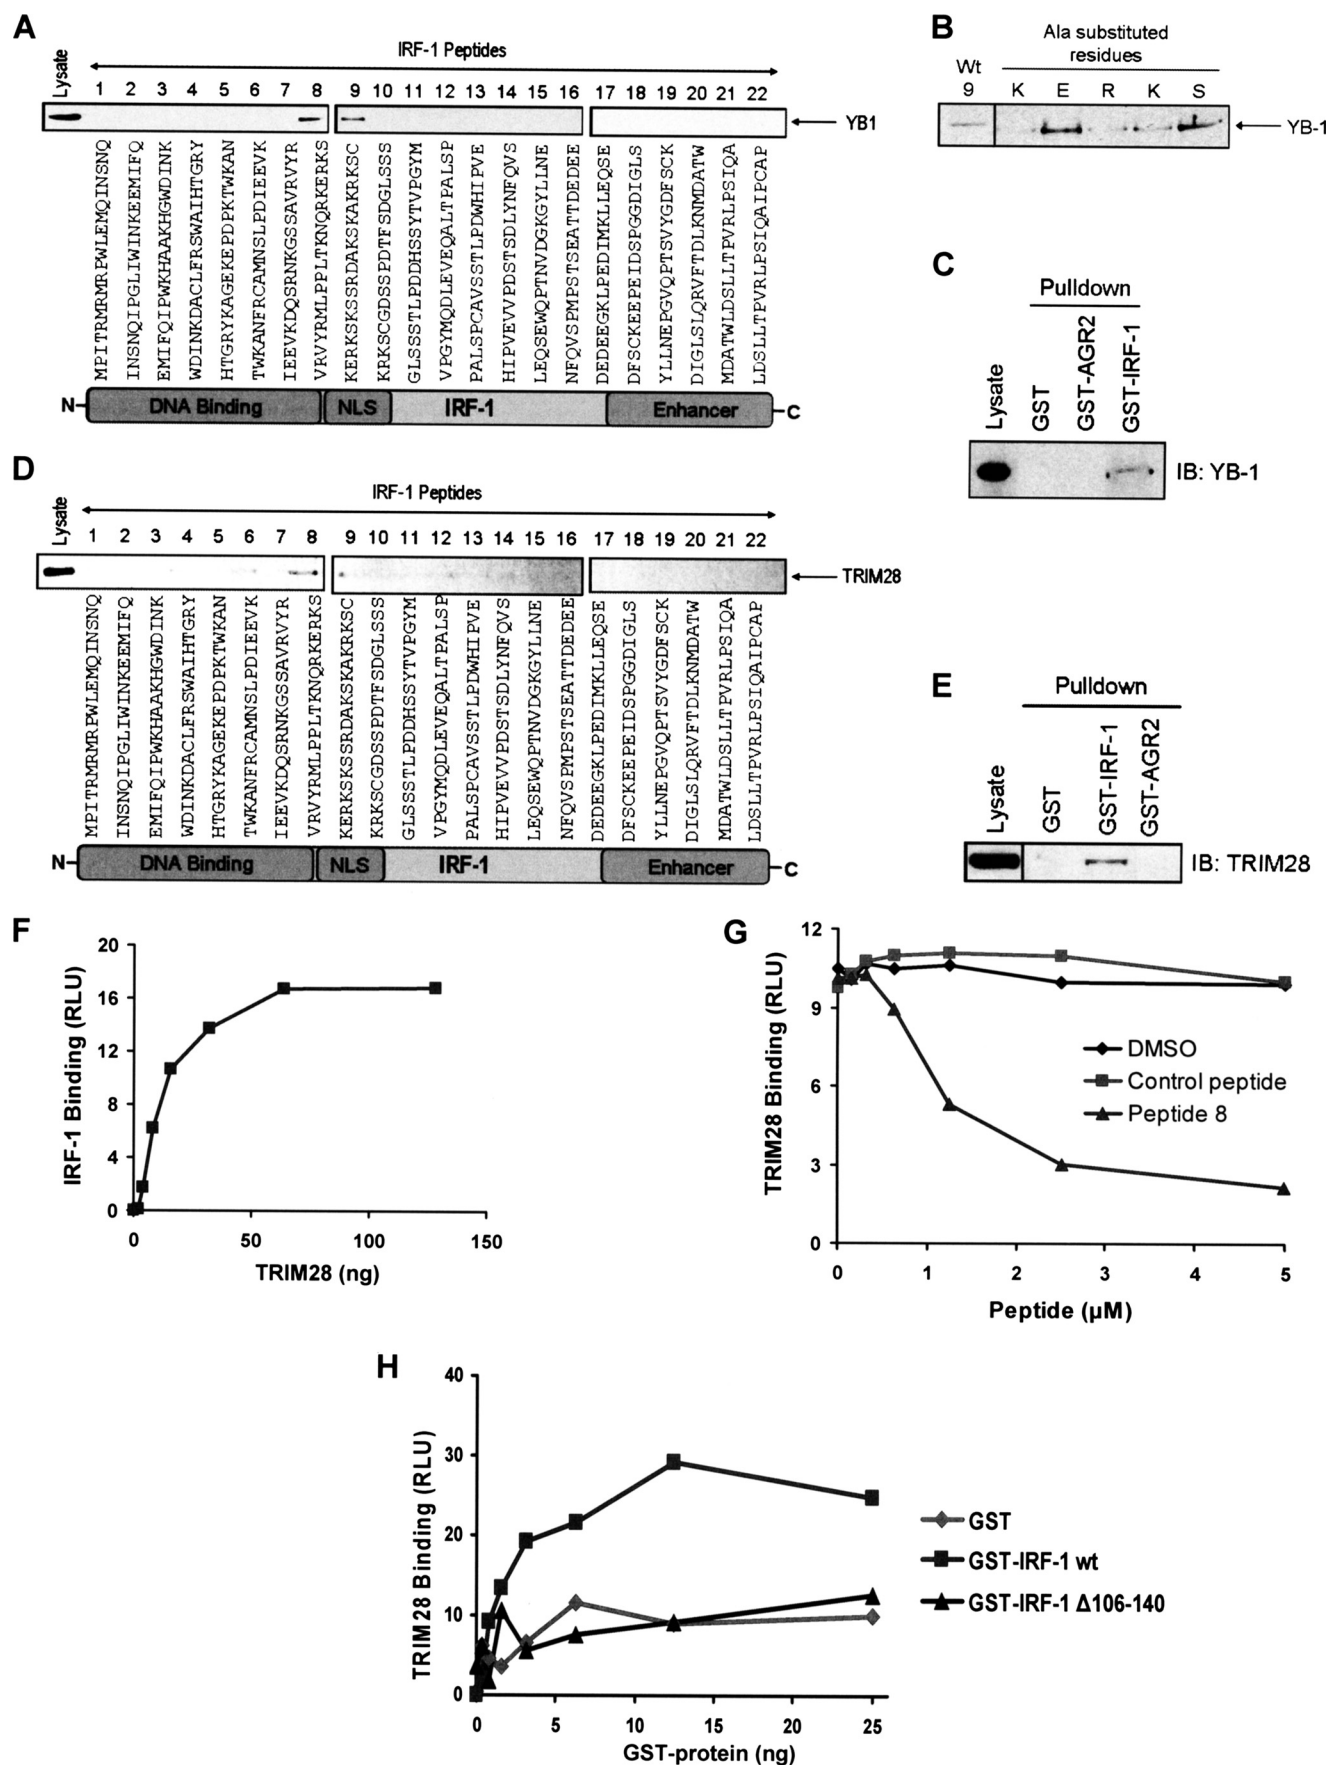 A
IRF-1 Peptides
Lysate 1 2 3 4 5 6 7 8 9 10 11 12 13 14 15 16 17 18 19 20 21 22
YB1
MPITRMRMRPWLEMQINSNQ
INSNQIPGLIWINKEEMIFQ
EMIFQIPWKHAAKHGWDINK
WDINKDACLFRSWAIHTGRY
HTGRYKAGEKEPDPKTWKAN
TWKANFRCAMNSLPDIEEVK
IEEVKDQSRNKGSSAVRVYR
VRVYRMLPPLTKNQRKERKS
KERKSKSSRDAKSKAKRKSC
KRKSCGDSSPDTFSDGLSSS
GLSSSTLPDDHSSYTVPGYM
VPGYMQDLEVEQALTPALSP
PALSPCAVSSTLPDWHIPVE
HIPVEVVPDSTSDLYNFQVS
LEQSEWQPTNVDGKGYLLNE
NFQVSPMPSTSEATTDEDEE
DEDEEGKLPEDIMKLLEQSE
DFSCKEEPEIDSPGGDIGLS
YLLNEPGVQPTSVYGDFSCK
DIGLSLQRVFTDLKNMDATW
MDATWLDSLLTPVRLPSIQA
LDSLLTPVRLPSIQAIPCAP
N DNA Binding NLS IRF-1 Enhancer C
B
Ala substituted
residues
Wt
9 K E R K S
YB-1
C
Pulldown
Lysate GST GST-AGR2 GST-IRF-1
IB: YB-1
D
IRF-1 Peptides
Lysate 1 2 3 4 5 6 7 8 9 10 11 12 13 14 15 16 17 18 19 20 21 22
TRIM28
MPITRMRMRPWLEMQINSNQ
INSNQIPGLIWINKEEMIFQ
EMIFQIPWKHAAKHGWDINK
WDINKDACLFRSWAIHTGRY
HTGRYKAGEKEPDPKTWKAN
TWKANFRCAMNSLPDIEEVK
IEEVKDQSRNKGSSAVRVYR
VRVYRMLPPLTKNQRKERKS
KERKSKSSRDAKSKAKRKSC
KRKSCGDSSPDTFSDGLSSS
GLSSSTLPDDHSSYTVPGYM
VPGYMQDLEVEQALTPALSP
PALSPCAVSSTLPDWHIPVE
HIPVEVVPDSTSDLYNFQVS
LEQSEWQPTNVDGKGYLLNE
NFQVSPMPSTSEATTDEDEE
DEDEEGKLPEDIMKLLEQSE
DFSCKEEPEIDSPGGDIGLS
YLLNEPGVQPTSVYGDFSCK
DIGLSLQRVFTDLKNMDATW
MDATWLDSLLTPVRLPSIQA
LDSLLTPVRLPSIQAIPCAP
N DNA Binding NLS IRF-1 Enhancer C
E
Pulldown
Lysate GST GST-IRF-1 GST-AGR2
IB: TRIM28
F
IRF-1 Binding (RLU)
20
16
12
8
4
0
0 50 100 150
TRIM28 (ng)
G
TRIM28 Binding (RLU)
12
9
6
3
0
DMSO
Control peptide
Peptide 8
0 1 2 3 4 5
Peptide (µM)
H
TRIM28 Binding (RLU)
40
30
20
10
0
GST
GST-IRF-1 wt
GST-IRF-1 Δ106-140
0 5 10 15 20 25
GST-protein (ng)